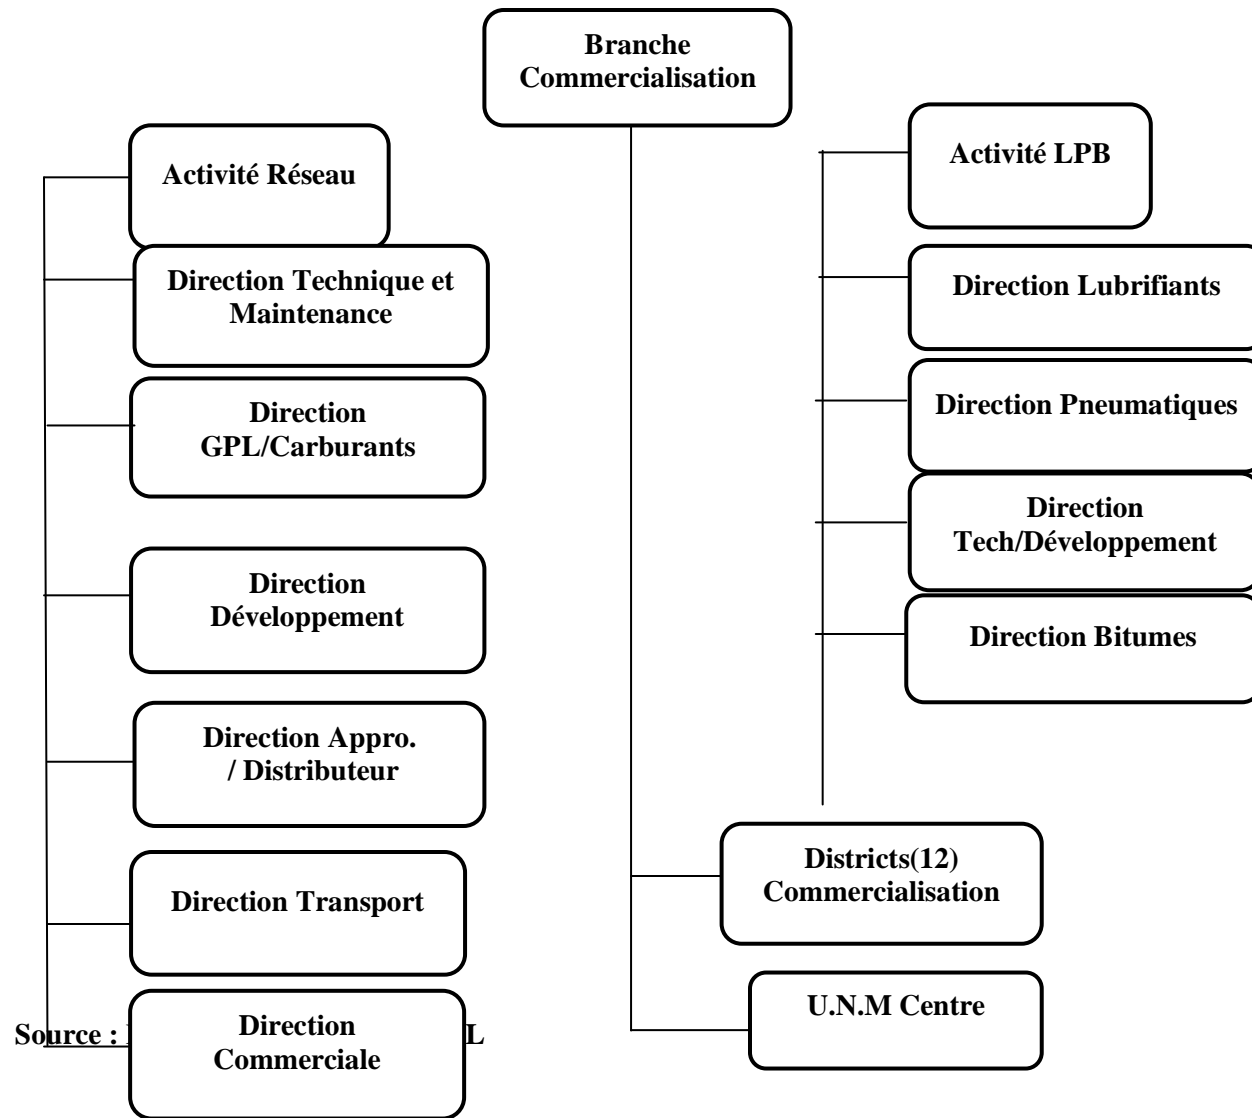 Branche
Commercialisation
Activité Réseau
Direction Technique et
Maintenance
Direction
GPL/Carburants
Direction
Développement
Direction Appro.
/ Distributeur
Direction Transport
Direction
Commerciale
Activité LPB
Direction Lubrifiants
Direction Pneumatiques
Direction
Tech/Développement
Direction Bitumes
Districts(12)
Commercialisation
U.N.M Centre
Source :